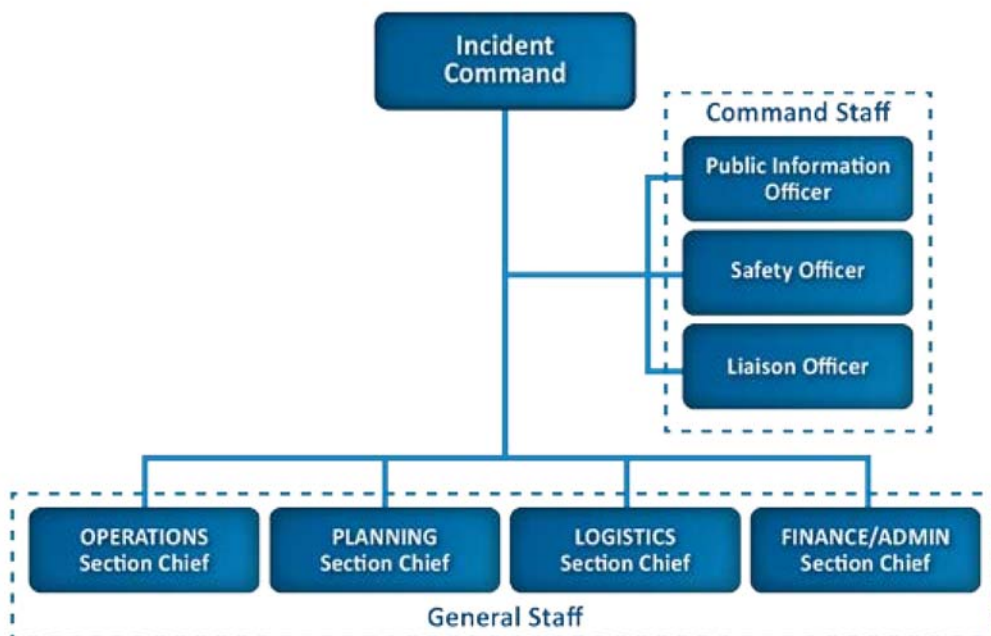 Incident
Command
Command Staff
Public Information
Officer
Safety Officer
Liaison Officer
OPERATIONS
Section Chief
PLANNING
Section Chief
LOGISTICS
Section Chief
FINANCE/ADMIN
Section Chief
General Staff